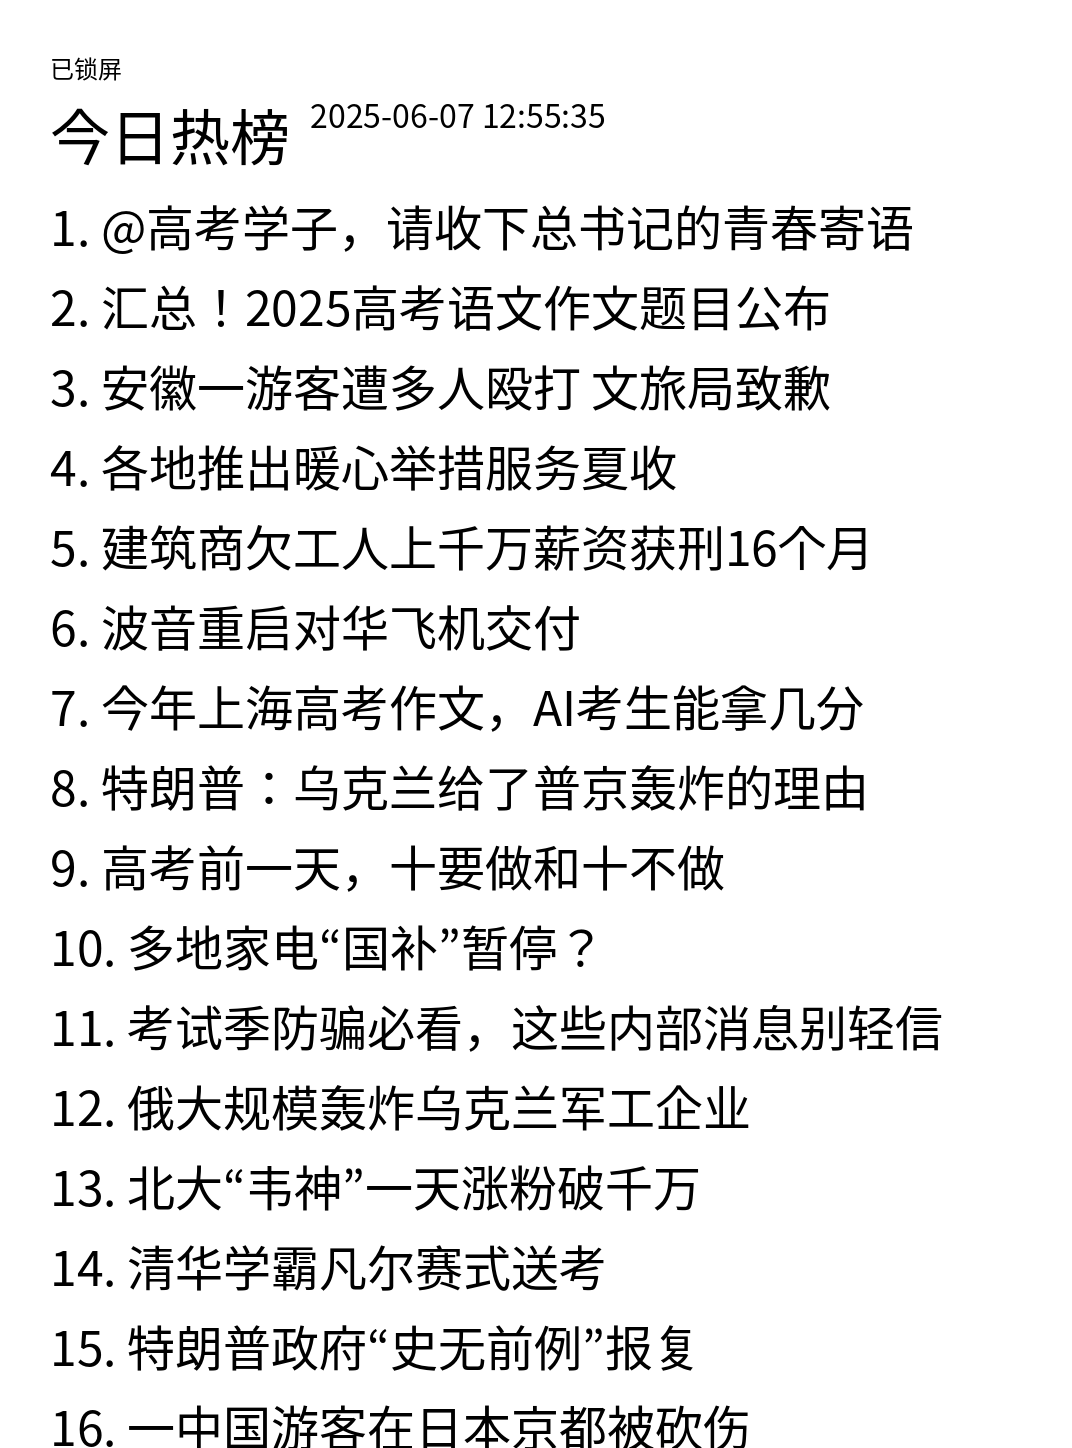 已锁屏
今日热榜 2025-06-07 12:55:35
1. @高考学子，请收下总书记的青春寄语
2. 汇总！2025高考语文作文题目公布
3. 安徽一游客遭多人殴打 文旅局致歉
4. 各地推出暖心举措服务夏收
5. 建筑商欠工人上千万薪资获刑16个月
6. 波音重启对华飞机交付
7. 今年上海高考作文，AI考生能拿几分
8. 特朗普：乌克兰给了普京轰炸的理由
9. 高考前一天，十要做和十不做
10. 多地家电“国补”暂停？
11. 考试季防骗必看，这些内部消息别轻信
12. 俄大规模轰炸乌克兰军工企业
13. 北大“韦神”一天涨粉破千万
14. 清华学霸凡尔赛式送考
15. 特朗普政府“史无前例”报复
16. 一中国游客在日本京都被砍伤